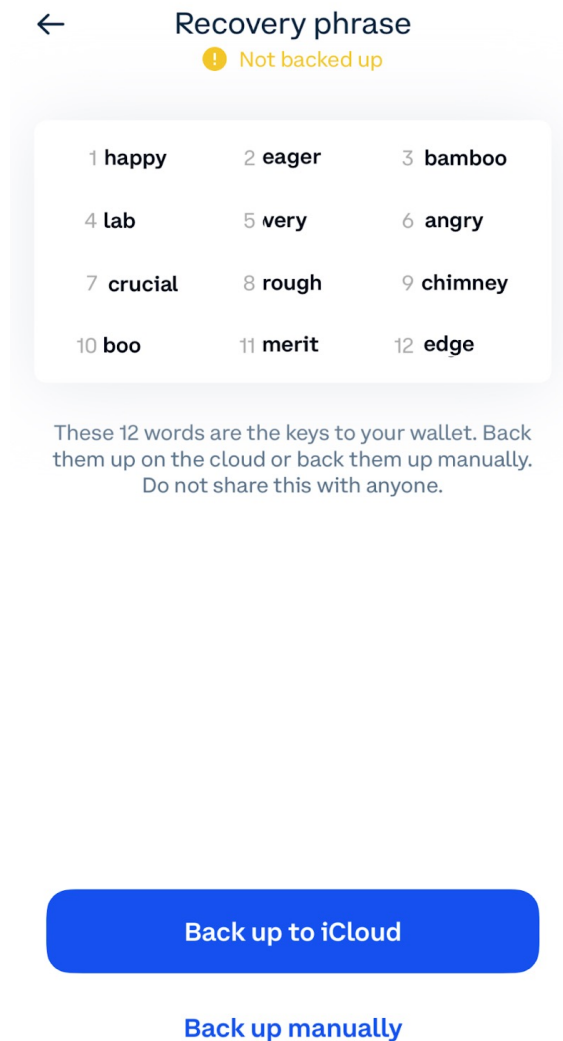 Recovery phrase
! Not backed up
1 happy 2 eager 3 bamboo
4 lab 5 very 6 angry
7 crucial 8 rough 9 chimney
10 boo 11 merit 12 edge
These 12 words are the keys to your wallet. Back
them up on the cloud or back them up manually.
Do not share this with anyone.
Back up to iCloud
Back up manually